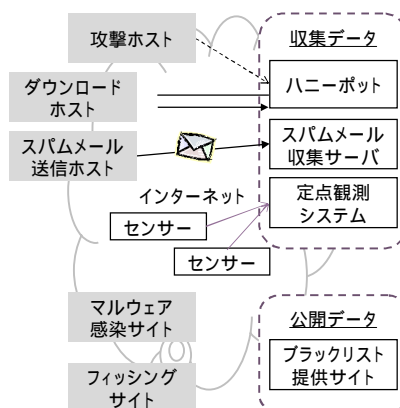 攻撃ホスト
ダウンロード
ホスト
スパムメール
送信ホスト
インターネット
センサー
センサー
マルウェア
感染サイト
フィッシング
サイト
収集データ
ハニーポット
スパムメール
収集サーバ
定点観測
システム
公開データ
ブラックリスト
提供サイト